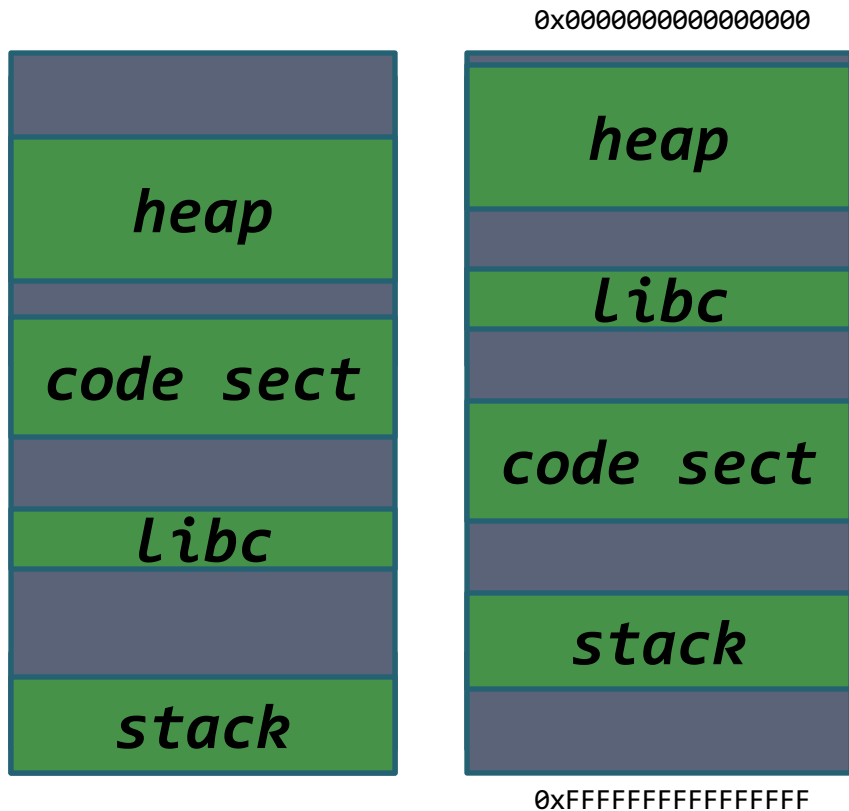 0x0000000000000000
heap
code sect
libc
stack
heap
libc
code sect
stack
0xFFFFFFFFFFFFFFFF